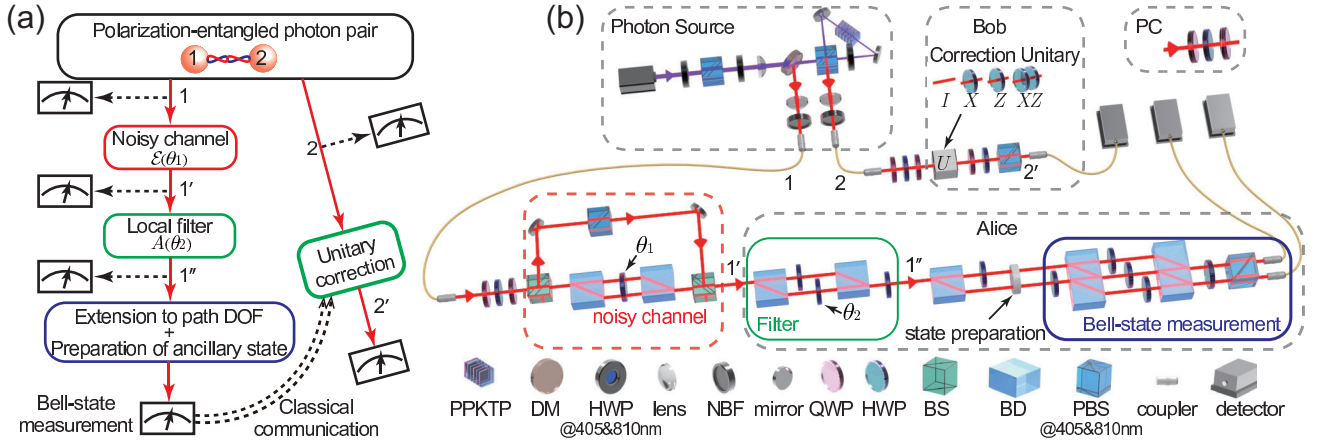 (a)
Polarization-entangled photon pair
1 2
1
2
Noisy channel
ℰ(θ1)
1′
Local filter
A(θ2)
1″
Unitary
correction
2′
Extension to path DOF
+
Preparation of ancillary state
Bell-state
measurement
Classical
communication
(b)
Photon Source
Bob
Correction Unitary
I X Z XZ
PC
U
2′
1 2
θ1
noisy channel
1′
Alice
Filter
θ2
1″
state preparation
Bell-state measurement
PPKTP DM HWP lens NBF mirror QWP HWP BS BD PBS coupler detector
@405&810nm @405&810nm